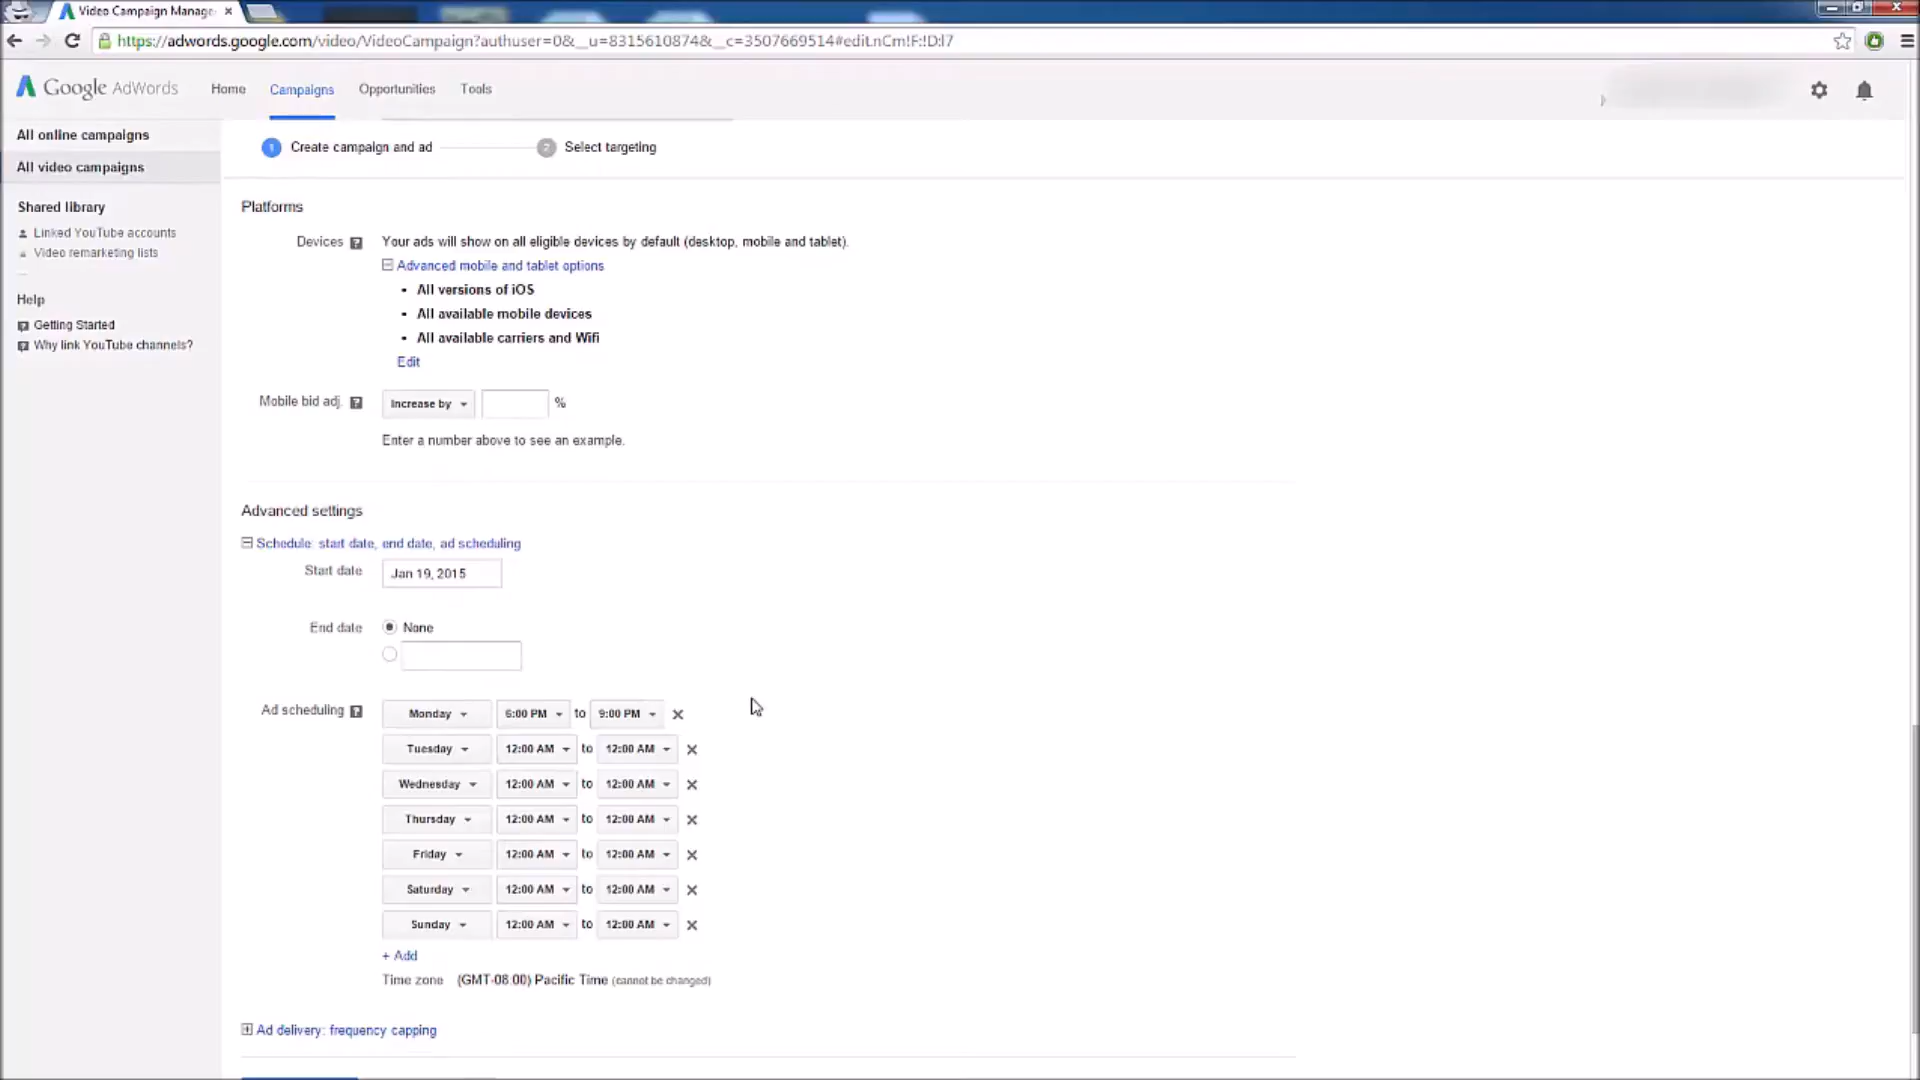 Video Campaign Manage
https://adwords.google.com/video/VideoCampaign?authuser=0&__u=8315610874&__c=3507669514#edit.nCm!F:!D:l7
Google AdWords Home Campaigns Opportunities Tools
All online campaigns
All video campaigns
Shared library
Linked YouTube accounts
Video remarketing lists
Help
Getting Started
Why link YouTube channels?
1 Create campaign and ad 2 Select targeting
Platforms
Devices ? Your ads will show on all eligible devices by default (desktop, mobile and tablet).
Advanced mobile and tablet options
• All versions of iOS
• All available mobile devices
• All available carriers and Wifi
Edit
Mobile bid adj. ? Increase by %
Enter a number above to see an example.
Advanced settings
Schedule: start date, end date, ad scheduling
Start date Jan 19, 2015
End date None
Ad scheduling ? Monday 6:00 PM to 9:00 PM
Tuesday 12:00 AM to 12:00 AM
Wednesday 12:00 AM to 12:00 AM
Thursday 12:00 AM to 12:00 AM
Friday 12:00 AM to 12:00 AM
Saturday 12:00 AM to 12:00 AM
Sunday 12:00 AM to 12:00 AM
+ Add
Time zone (GMT-08:00) Pacific Time (cannot be changed)
Ad delivery: frequency capping